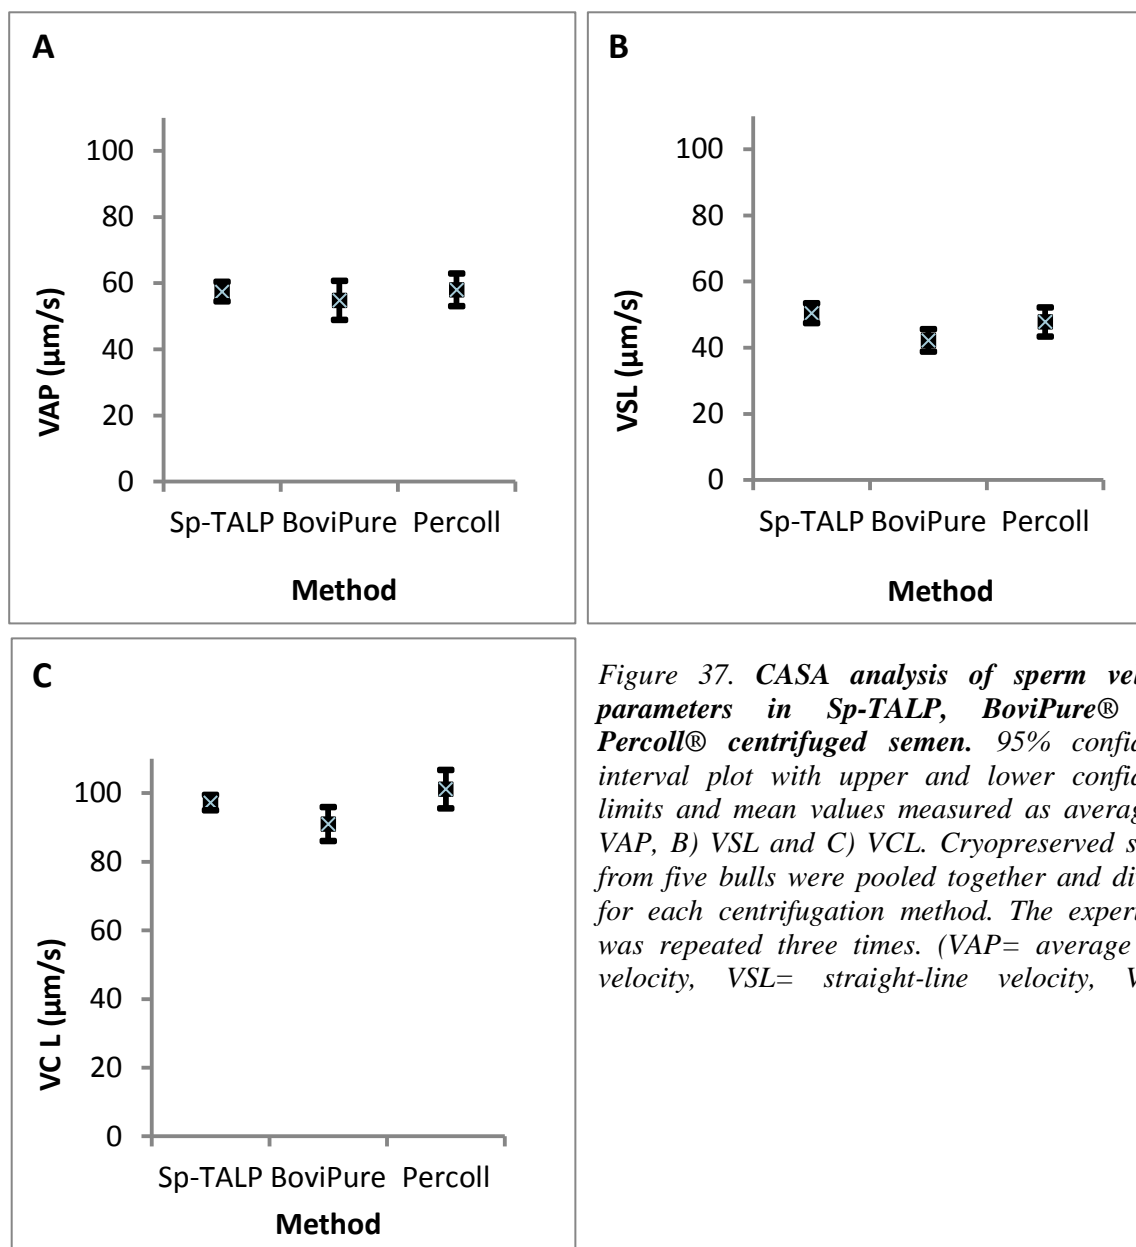 A
100
80
60
40
20
0
VAP (µm/s)
Sp-TALP BoviPure Percoll
Method
B
100
80
60
40
20
0
VSL (µm/s)
Sp-TALP BoviPure Percoll
Method
C
100
80
60
40
20
0
VC L (µm/s)
Sp-TALP BoviPure Percoll
Method
Figure 37. CASA analysis of sperm vel
parameters in Sp-TALP, BoviPure®
Percoll® centrifuged semen. 95% confid
interval plot with upper and lower confid
limits and mean values measured as averag
VAP, B) VSL and C) VCL. Cryopreserved s
from five bulls were pooled together and di
for each centrifugation method. The exper
was repeated three times. (VAP= average
velocity, VSL= straight-line velocity, V